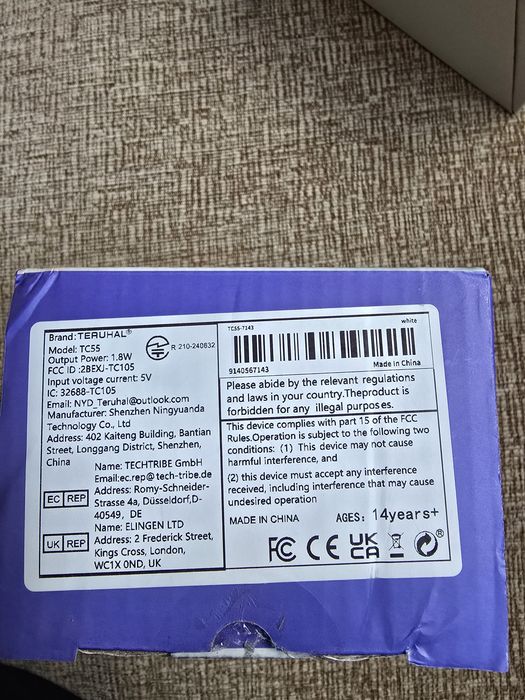 Brand: TERUHAL®
Model: TC55
Output Power: 1.8W
FCC ID :2BEXJ-TC105
Input voltage current: 5V
IC: 32688-TC105
Email: NYD_Teruhal@outlook.com
Manufacturer: Shenzhen Ningyuanda
Technology Co., Ltd
Address: 402 Kaiteng Building, Bantian
Street, Longgang District, Shenzhen,
China
R 210-240832
EC REP
Name: TECHTRIBE GmbH
Email:ec.rep@tech-tribe.de
Address: Romy-Schneider-
Strasse 4a, Düsseldorf,D-
40549, DE
UK REP
Name: ELINGEN LTD
Address: 2 Frederick Street,
Kings Cross, London,
WC1X 0ND, UK
TC55-7143
white
9140567143
Made in China
Please abide by the relevant regulations
and laws in your country.Theproduct is
forbidden for any illegal purposes.
This device complies with part 15 of the FCC
Rules.Operation is subject to the following two
conditions: (1) This device may not cause
harmful interference, and
(2) this device must accept any interference
received, including interference that may cause
undesired operation
MADE IN CHINA
AGES: 14years+
FC CE UK
CA ®